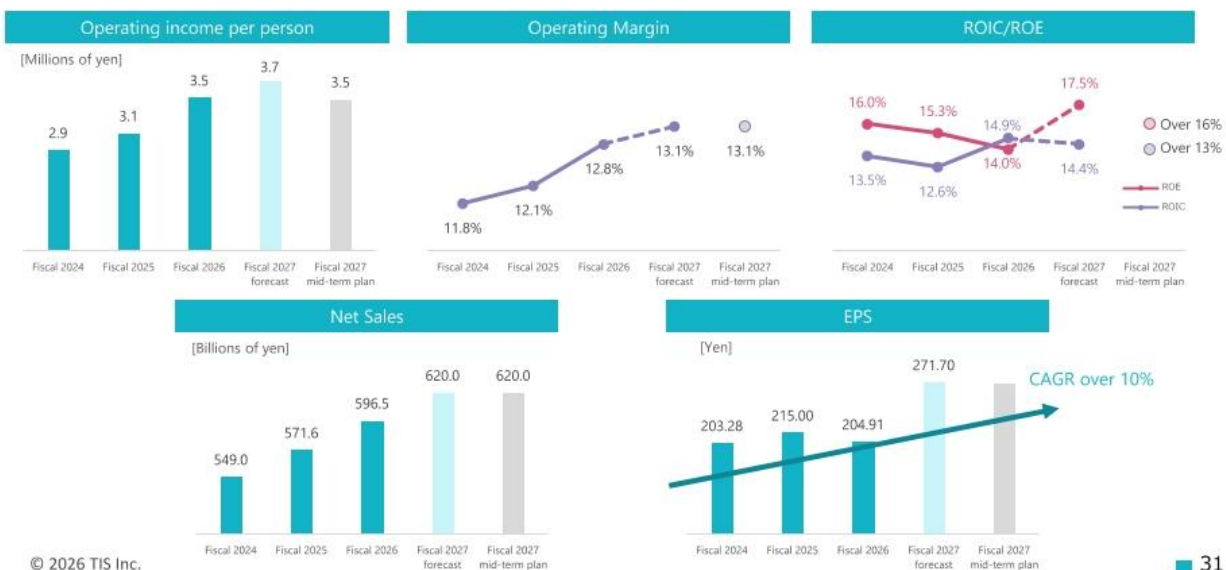 Operating income per person
[Millions of yen]
2.9
3.1
3.5
3.7
3.5
Fiscal 2024
Fiscal 2025
Fiscal 2026
Fiscal 2027
forecast
Fiscal 2027
mid-term plan
Operating Margin
11.8%
12.1%
12.8%
13.1%
13.1%
Fiscal 2024
Fiscal 2025
Fiscal 2026
Fiscal 2027
forecast
Fiscal 2027
mid-term plan
ROIC/ROE
16.0%
15.3%
14.9%
17.5%
13.5%
12.6%
14.0%
14.4%
Over 16%
Over 13%
ROE
ROIC
Fiscal 2024
Fiscal 2025
Fiscal 2026
Fiscal 2027
forecast
Fiscal 2027
mid-term plan
Net Sales
[Billions of yen]
549.0
571.6
596.5
620.0
620.0
Fiscal 2024
Fiscal 2025
Fiscal 2026
Fiscal 2027
forecast
Fiscal 2027
mid-term plan
EPS
[Yen]
203.28
215.00
204.91
271.70
CAGR over 10%
Fiscal 2024
Fiscal 2025
Fiscal 2026
Fiscal 2027
forecast
Fiscal 2027
mid-term plan
© 2026 TIS Inc.
31